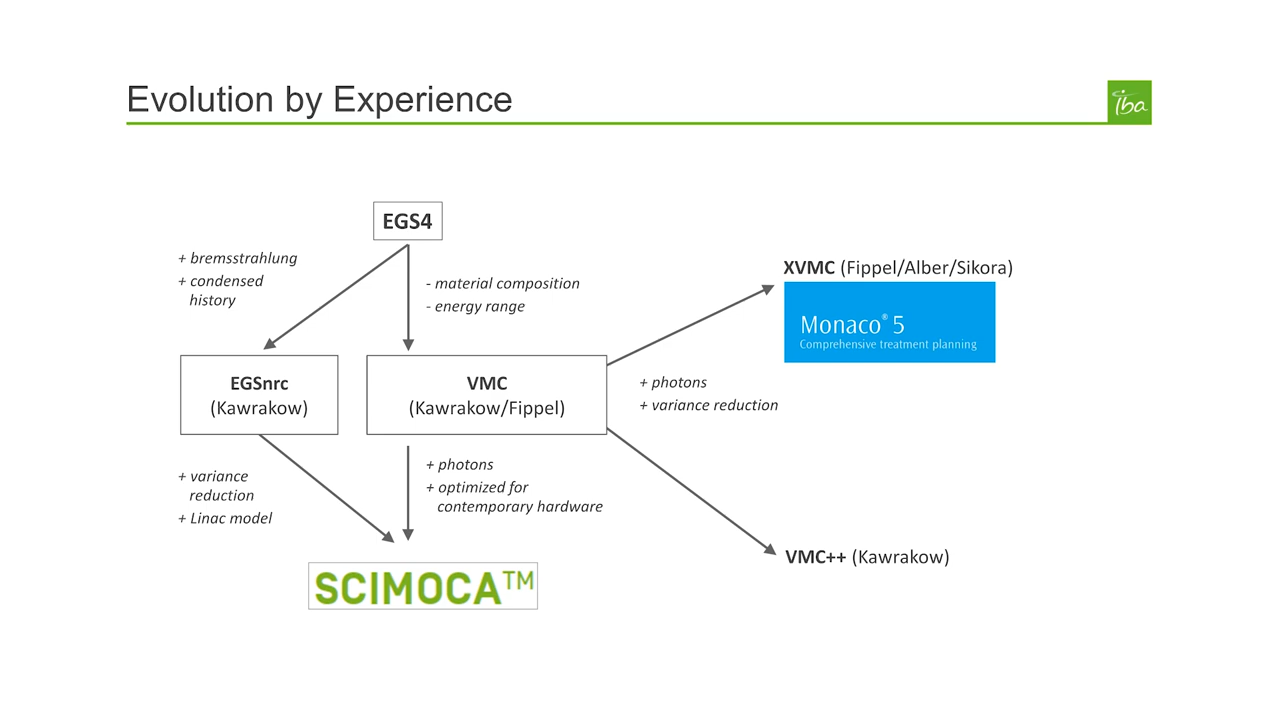 Evolution by Experience
iba
EGS4
+ bremsstrahlung
+ condensed
history
- material composition
- energy range
XVMC (Fippel/Alber/Sikora)
Monaco® 5
Comprehensive treatment planning
EGSnrc
(Kawrakow)
VMC
(Kawrakow/Fippel)
+ photons
+ variance reduction
+ variance
reduction
+ Linac model
+ photons
+ optimized for
contemporary hardware
VMC++ (Kawrakow)
SCIMOCA™